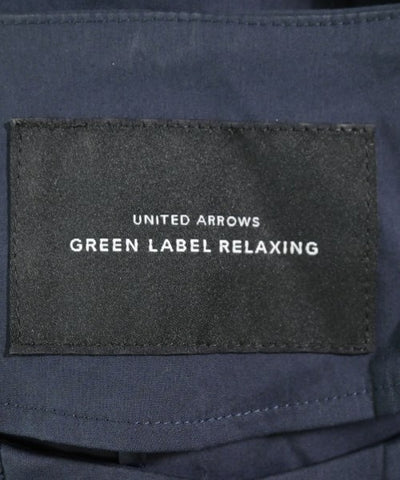 UNITED ARROWS
GREEN LABEL RELAXING